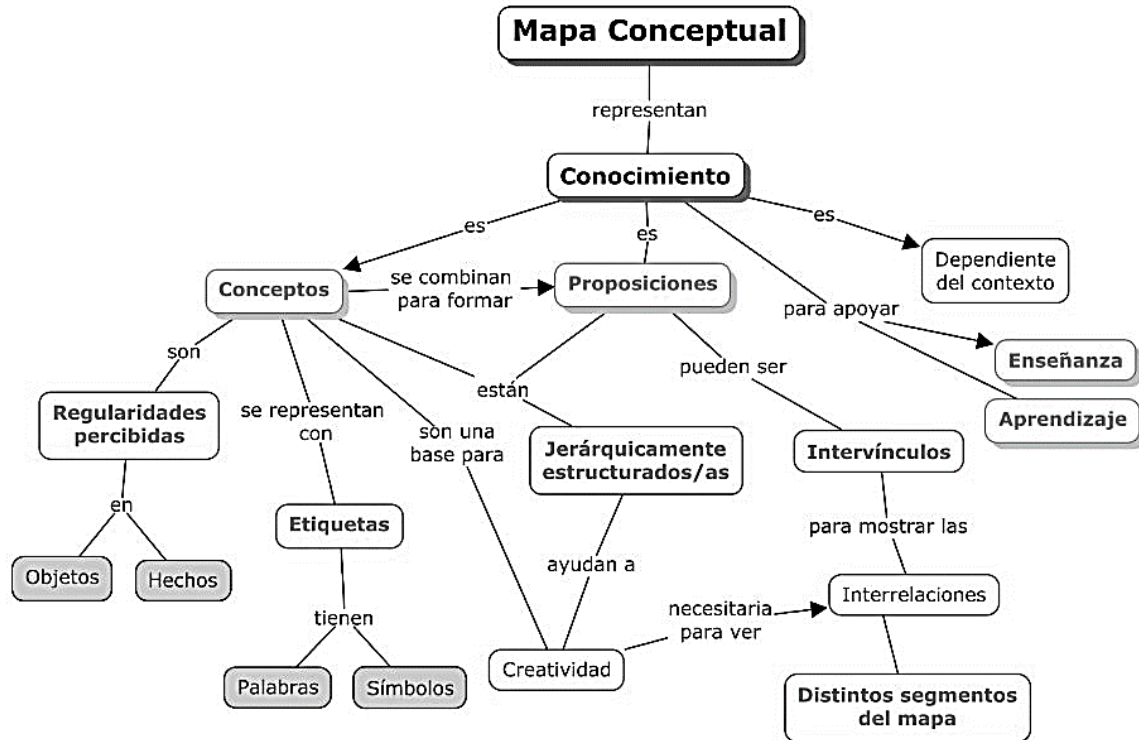 Mapa Conceptual
representan
Conocimiento
es
es
es
Dependiente
del contexto
Conceptos
se combinan
para formar
Proposiciones
para apoyar
Enseñanza
Aprendizaje
son
se representan
con
son una
base para
están
pueden ser
Regularidades
percibidas
Jerárquicamente
estructurados/as
Intervínculos
en
Etiquetas
para mostrar las
Objetos
Hechos
ayudan a
Interrelaciones
tienen
necesitaria
para ver
Palabras
Símbolos
Creatividad
Distintos segmentos
del mapa